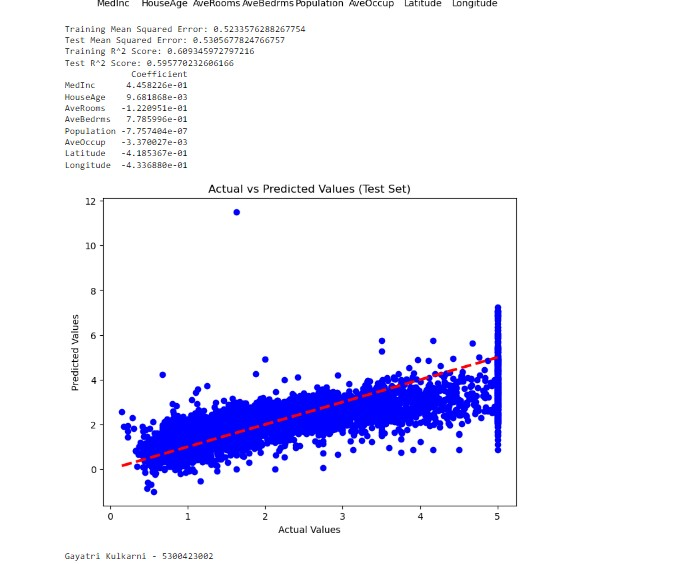 MedInc HouseAge AveRooms AveBedrms Population AveOccup Latitude Longitude
Training Mean Squared Error: 0.5233576288267754
Test Mean Squared Error: 0.5305677824766757
Training R^2 Score: 0.609345972797216
Test R^2 Score: 0.595770232606166
Coefficient
MedInc 4.458226e-01
HouseAge 9.681868e-03
AveRooms -1.220951e-01
AveBedrms 7.785996e-01
Population -7.757404e-07
AveOccup -3.370027e-03
Latitude -4.185367e-01
Longitude -4.336880e-01
Actual vs Predicted Values (Test Set)
12
10
8
6
4
2
0
Predicted Values
0 1 2 3 4 5
Actual Values
Gayatri Kulkarni - 5300423002